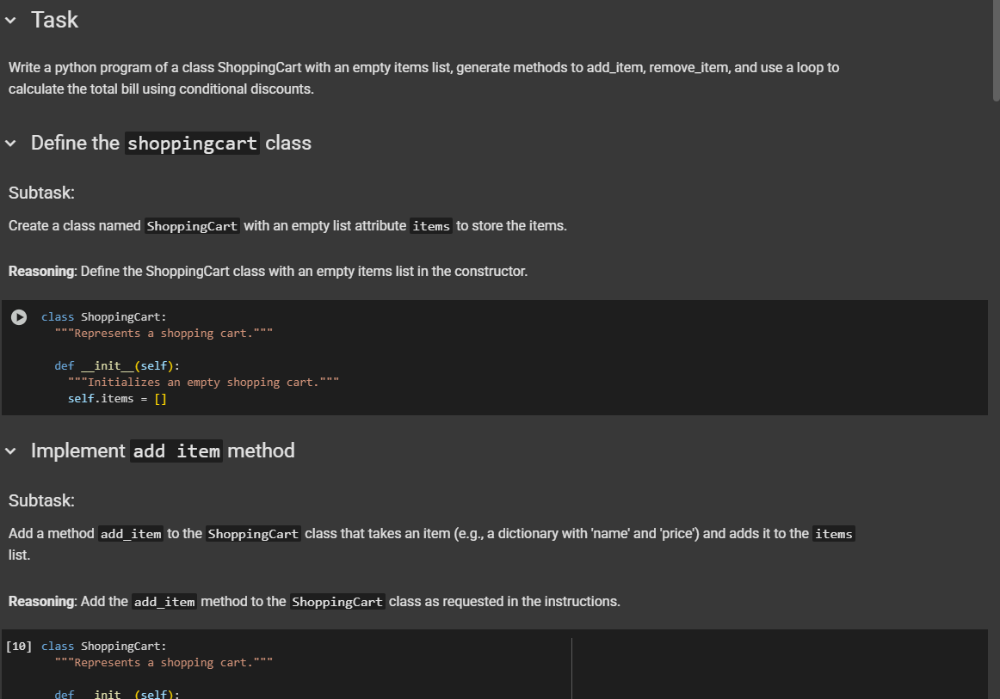 Task
Write a python program of a class ShoppingCart with an empty items list, generate methods to add_item, remove_item, and use a loop to
calculate the total bill using conditional discounts.
Define the shoppingcart class
Subtask:
Create a class named ShoppingCart with an empty list attribute items to store the items.
Reasoning: Define the ShoppingCart class with an empty items list in the constructor.
class ShoppingCart:
"""Represents a shopping cart."""
def __init__(self):
"""Initializes an empty shopping cart."""
self.items = []
Implement add item method
Subtask:
Add a method add_item to the ShoppingCart class that takes an item (e.g., a dictionary with 'name' and 'price') and adds it to the items
list.
Reasoning: Add the add_item method to the ShoppingCart class as requested in the instructions.
[10] class ShoppingCart:
"""Represents a shopping cart."""
def __init__(self):